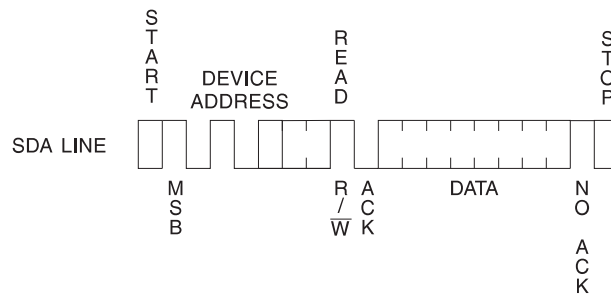 START
READ
STOP
DEVICE
ADDRESS
SDA LINE
MSB
R/W
ACK
DATA
NO ACK